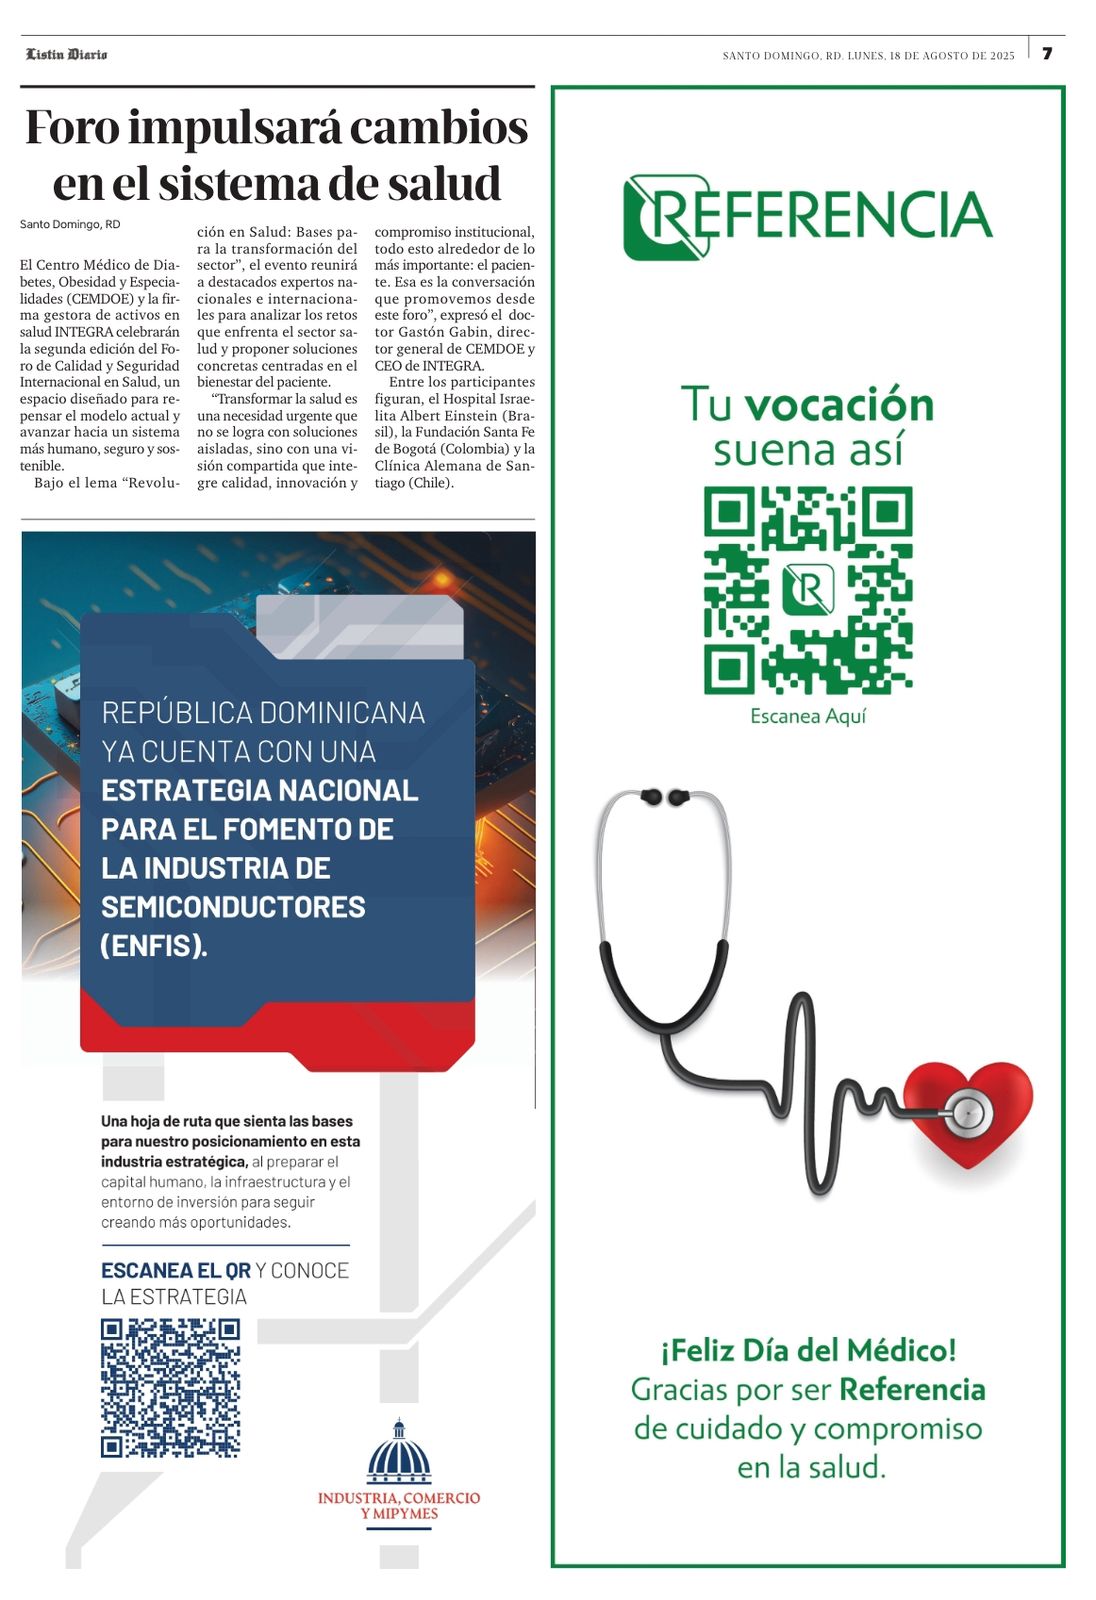 Listin Diario
SANTO DOMINGO, RD. LUNES, 18 DE AGOSTO DE 2025
7
Foro impulsará cambios
en el sistema de salud
Santo Domingo, RD
El Centro Médico de Dia-
betes, Obesidad y Especia-
lidades (CEMDOE) y la fir-
ma gestora de activos en
salud INTEGRA celebrarán
la segunda edición del Fo-
ro de Calidad y Seguridad
Internacional en Salud, un
espacio diseñado para re-
pensar el modelo actual y
avanzar hacia un sistema
más humano, seguro y sos-
tenible.
Bajo el lema “Revolu-
ción en Salud: Bases pa-
ra la transformación del
sector”, el evento reunirá
a destacados expertos na-
cionales e internaciona-
les para analizar los retos
que enfrenta el sector sa-
lud y proponer soluciones
concretas centradas en el
bienestar del paciente.
“Transformar la salud es
una necesidad urgente que
no se logra con soluciones
aisladas, sino con una vi-
sión compartida que inte-
gre calidad, innovación y
compromiso institucional,
todo esto alrededor de lo
más importante: el pacien-
te. Esa es la conversación
que promovemos desde
este foro”, expresó el doc-
tor Gastón Gabin, direc-
tor general de CEMDOE y
CEO de INTEGRA.
Entre los participantes
figuran, el Hospital Israe-
lita Albert Einstein (Bra-
sil), la Fundación Santa Fe
de Bogotá (Colombia) y la
Clínica Alemana de San-
tiago (Chile).
REPÚBLICA DOMINICANA
YA CUENTA CON UNA
ESTRATEGIA NACIONAL
PARA EL FOMENTO DE
LA INDUSTRIA DE
SEMICONDUCTORES
(ENFIS).
Una hoja de ruta que sienta las bases
para nuestro posicionamiento en esta
industria estratégica, al preparar el
capital humano, la infraestructura y el
entorno de inversión para seguir
creando más oportunidades.
ESCANEA EL QR Y CONOCE
LA ESTRATEGIA
INDUSTRIA, COMERCIO
Y MIPYMES
REFERENCIA
Tu vocación
suena así
R
Escanea Aquí
¡Feliz Día del Médico!
Gracias por ser Referencia
de cuidado y compromiso
en la salud.